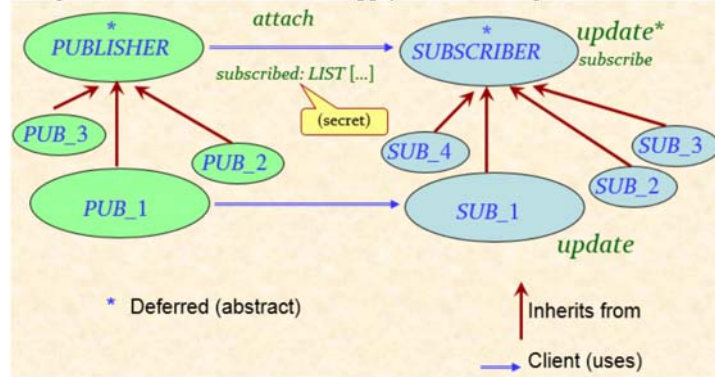 attach
*
PUBLISHER
*
SUBSCRIBER
update*
subscribe
subscribed: LIST [...]
(secret)
PUB_3
PUB_2
SUB_4
SUB_3
SUB_2
PUB_1
SUB_1
update
* Deferred (abstract)
Inherits from
Client (uses)